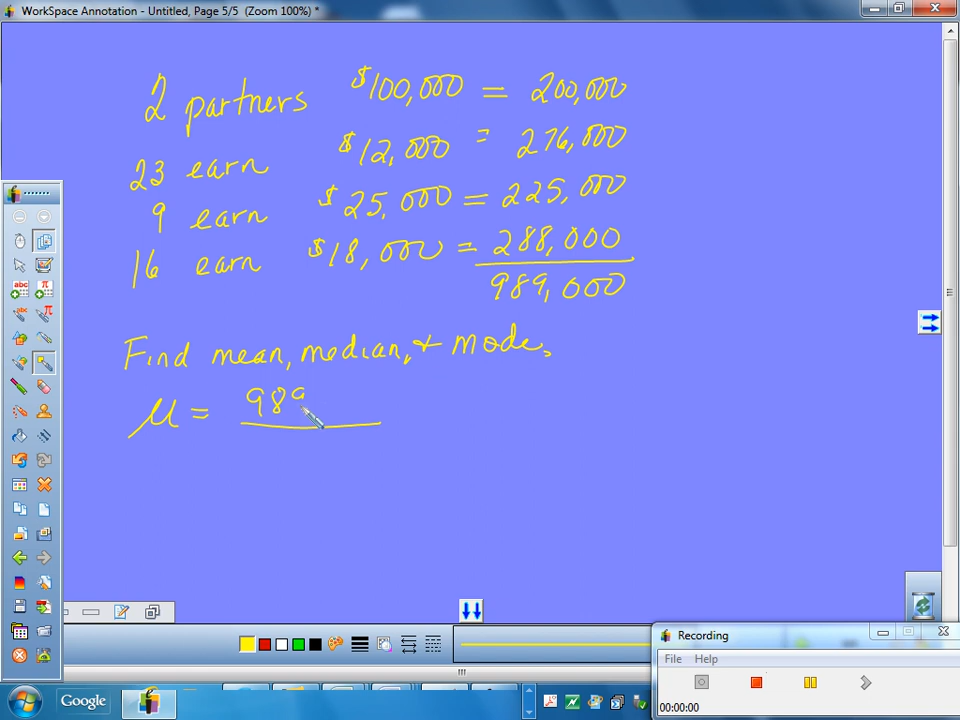 WorkSpace Annotation - Untitled, Page 5/5 (Zoom 100%) *
2 partners $100,000 = 200,000
23 earn $12,000 = 276,000
9 earn $25,000 = 225,000
16 earn $18,000 = 288,000
989,000
Find mean, median, + mode.
μ = 989
abc
π
abc
π
Recording
File Help
00:00:00
Google